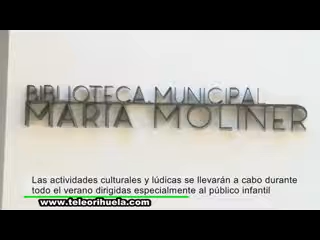 BIBLIOTECA MUNICIPAL
MARIA MOLINER
Las actividades culturales y lúdicas se llevarán a cabo durante
todo el verano dirigidas especialmente al público infantil
www.teleorihuela.com